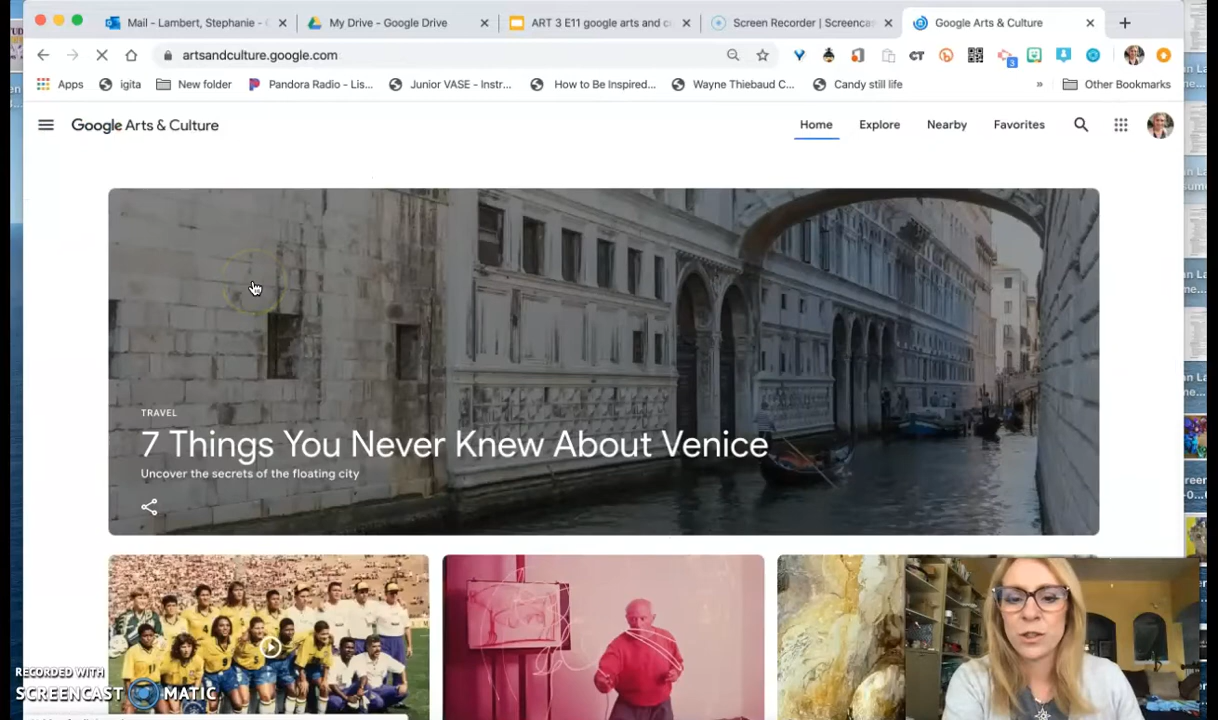 Mail - Lambert, Stephanie -
My Drive - Google Drive
ART 3 E11 google arts and c
Screen Recorder | Screencas
Google Arts & Culture
artsandculture.google.com
CT
3
Apps
igita
New folder
Pandora Radio - Lis...
Junior VASE - Instr...
How to Be Inspired...
Wayne Thiebaud C...
Candy still life
»
Other Bookmarks
Google Arts & Culture
Home
Explore
Nearby
Favorites
TRAVEL
7 Things You Never Knew About Venice
Uncover the secrets of the floating city
RECORDED WITH
SCREENCAST MATIC